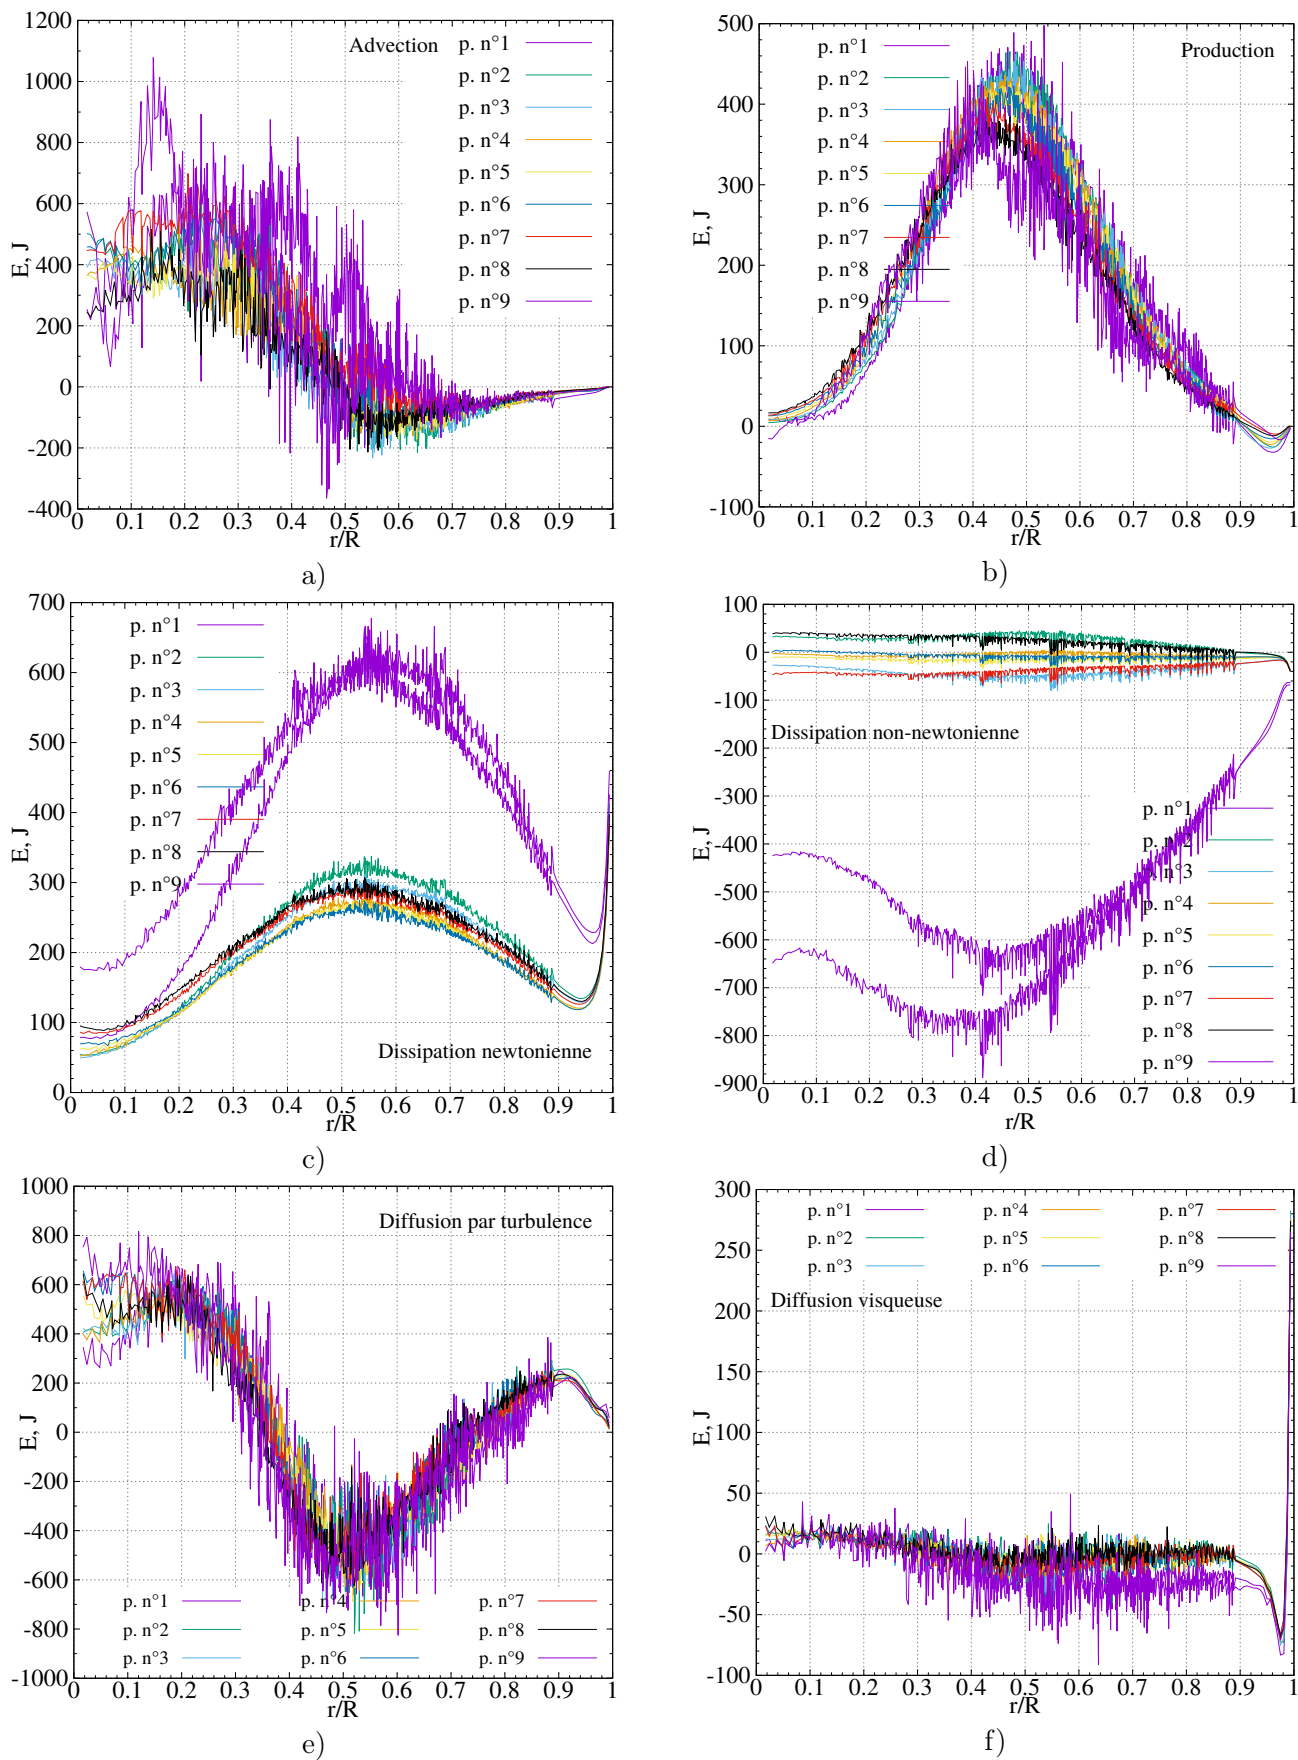 1200
1000
800
600
400
200
0
-200
-400
0 0.1 0.2 0.3 0.4 0.5 0.6 0.7 0.8 0.9 1
E, J
r/R
Advection
p. n°1
p. n°2
p. n°3
p. n°4
p. n°5
p. n°6
p. n°7
p. n°8
p. n°9
a)
500
400
300
200
100
0
-100
0 0.1 0.2 0.3 0.4 0.5 0.6 0.7 0.8 0.9 1
E, J
r/R
Production
p. n°1
p. n°2
p. n°3
p. n°4
p. n°5
p. n°6
p. n°7
p. n°8
p. n°9
b)
700
600
500
400
300
200
100
0
0 0.1 0.2 0.3 0.4 0.5 0.6 0.7 0.8 0.9 1
E, J
r/R
p. n°1
p. n°2
p. n°3
p. n°4
p. n°5
p. n°6
p. n°7
p. n°8
p. n°9
Dissipation newtonienne
c)
100
0
-100
-200
-300
-400
-500
-600
-700
-800
-900
0 0.1 0.2 0.3 0.4 0.5 0.6 0.7 0.8 0.9 1
E, J
r/R
Dissipation non-newtonienne
p. n°1
p. n°2
p. n°3
p. n°4
p. n°5
p. n°6
p. n°7
p. n°8
p. n°9
d)
1000
800
600
400
200
0
-200
-400
-600
-800
-1000
0 0.1 0.2 0.3 0.4 0.5 0.6 0.7 0.8 0.9 1
E, J
r/R
Diffusion par turbulence
p. n°1 p. n°4 p. n°7
p. n°2 p. n°5 p. n°8
p. n°3 p. n°6 p. n°9
e)
300
250
200
150
100
50
0
-50
-100
0 0.1 0.2 0.3 0.4 0.5 0.6 0.7 0.8 0.9 1
E, J
r/R
p. n°1 p. n°4 p. n°7
p. n°2 p. n°5 p. n°8
p. n°3 p. n°6 p. n°9
Diffusion visqueuse
f)